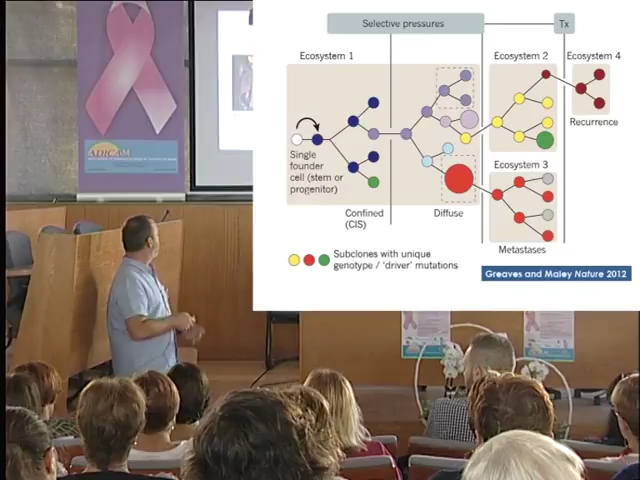 Selective pressures
Tx
Ecosystem 1
Ecosystem 2
Ecosystem 4
Single
founder
cell (stem or
progenitor)
Recurrence
Ecosystem 3
Confined
(CIS)
Diffuse
Metastases
Subclones with unique
genotype / ‘driver’ mutations
Greaves and Maley Nature 2012
ADICAM